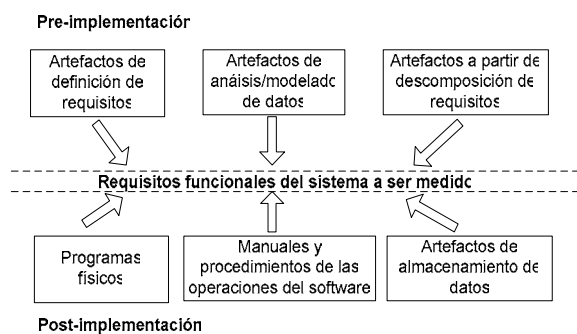 Pre-implementación
Artefactos de
definición de
requisitos
Artefactos de
anáisis/modelado
de datos
Artefactos a partir de
descomposición de
requisitos
Requisitos funcionales del sistema a ser medido
Programas
físicos
Manuales y
procedimientos de las
operaciones del software
Artefactos de
almacenamiento de
datos
Post-implementación